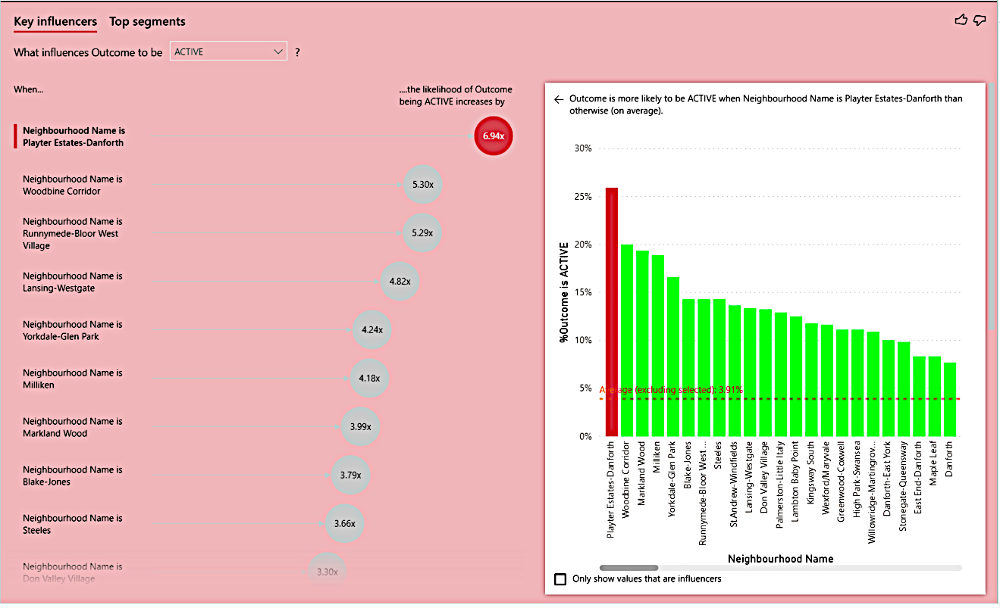 Key influencers Top segments
What influences Outcome to be ACTIVE ?
When...
....the likelihood of Outcome
being ACTIVE increases by
Neighbourhood Name is
Playter Estates-Danforth
6.94x
Neighbourhood Name is
Woodbine Corridor
5.30x
Neighbourhood Name is
Runnymede-Bloor West
Village
5.29x
Neighbourhood Name is
Lansing-Westgate
4.82x
Neighbourhood Name is
Yorkdale-Glen Park
4.24x
Neighbourhood Name is
Milliken
4.18x
Neighbourhood Name is
Markland Wood
3.99x
Neighbourhood Name is
Blake-Jones
3.79x
Neighbourhood Name is
Steeles
3.66x
Neighbourhood Name is
Don Valley Village
3.30x
Outcome is more likely to be ACTIVE when Neighbourhood Name is Playter Estates-Danforth than
otherwise (on average).
%Outcome is ACTIVE
30%
25%
20%
15%
10%
5%
0%
Average (excluding selected): 3.91%
Playter Estates-Danforth
Woodbine Corridor
Markland Wood
Milliken
Yorkdale-Glen Park
Blake-Jones
Runnymede-Bloor West ...
Steeles
St.Andrew-Windfields
Lansing-Westgate
Don Valley Village
Palmerston-Little Italy
Lambton Baby Point
Kingsway South
Wexford/Maryvale
Greenwood-Coxwell
High Park-Swansea
Willowridge-Martingrov...
Danforth-East York
Stonegate-Queensway
East End-Danforth
Maple Leaf
Danforth
Neighbourhood Name
Only show values that are influencers